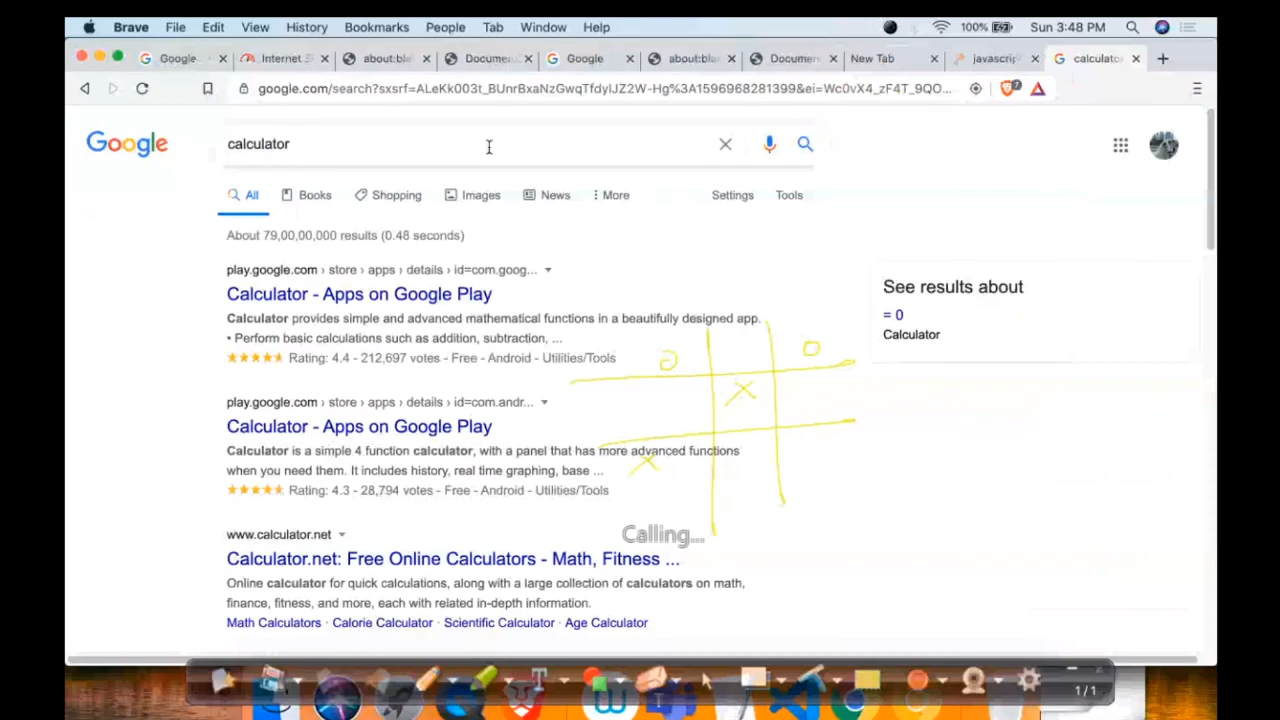 Brave File Edit View History Bookmarks People Tab Window Help 100% Sun 3:48 PM
Google Internet S about:bla Documen Google about:bla Documen New Tab javascrip calculato
google.com/search?sxsrf=ALeKk003t_BUnrBxaNzGwqTfdyIJZ2W-Hg%3A1596968281399&ei=Wc0vX4_zF4T_9QO... 7
Google calculator
All Books Shopping Images News More Settings Tools
About 79,00,00,000 results (0.48 seconds)
play.google.com › store › apps › details › id=com.goog...
Calculator - Apps on Google Play
Calculator provides simple and advanced mathematical functions in a beautifully designed app.
• Perform basic calculations such as addition, subtraction, ...
Rating: 4.4 - 212,697 votes - Free - Android - Utilities/Tools
See results about
= 0
Calculator
O O
X
play.google.com › store › apps › details › id=com.andr...
Calculator - Apps on Google Play
Calculator is a simple 4 function calculator, with a panel that has more advanced functions
when you need them. It includes history, real time graphing, base ...
X
Rating: 4.3 - 28,794 votes - Free - Android - Utilities/Tools
Calling...
www.calculator.net
Calculator.net: Free Online Calculators - Math, Fitness ...
Online calculator for quick calculations, along with a large collection of calculators on math,
finance, fitness, and more, each with related in-depth information.
Math Calculators · Calorie Calculator · Scientific Calculator · Age Calculator
1/1